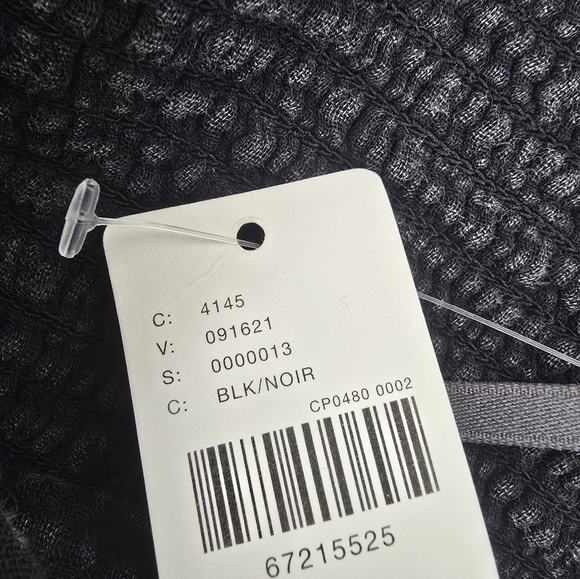 C: 4145
V: 091621
S: 0000013
C: BLK/NOIR
CP0480 0002
67215525